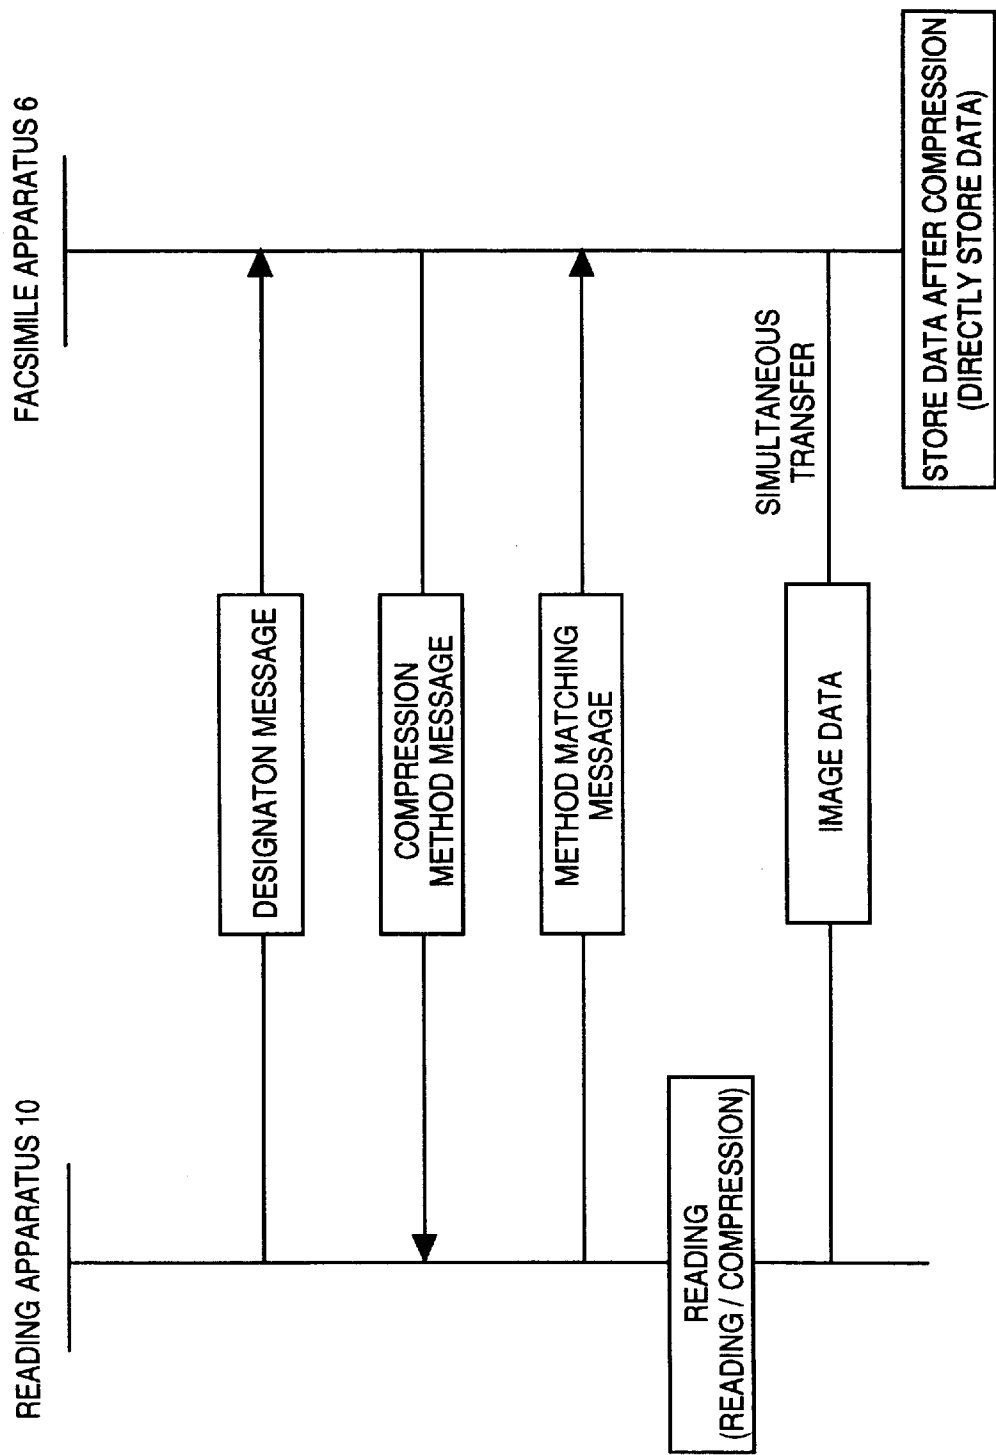 READING APPARATUS 10
FACSIMILE APPARATUS 6
DESIGNATON MESSAGE
COMPRESSION
METHOD MESSAGE
METHOD MATCHING
MESSAGE
READING
(READING / COMPRESSION)
IMAGE DATA
SIMULTANEOUS
TRANSFER
STORE DATA AFTER COMPRESSION
(DIRECTLY STORE DATA)